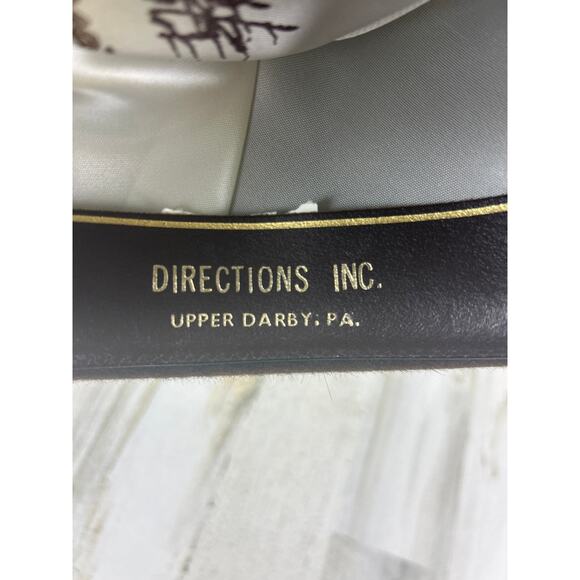 DIRECTIONS INC.
UPPER DARBY, PA.